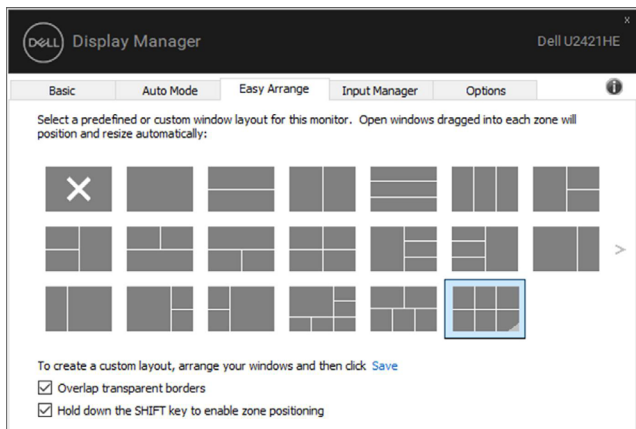 x
DELL Display Manager Dell U2421HE
Basic Auto Mode Easy Arrange Input Manager Options
Select a predefined or custom window layout for this monitor. Open windows dragged into each zone will
position and resize automatically:
>
To create a custom layout, arrange your windows and then click Save
Overlap transparent borders
Hold down the SHIFT key to enable zone positioning